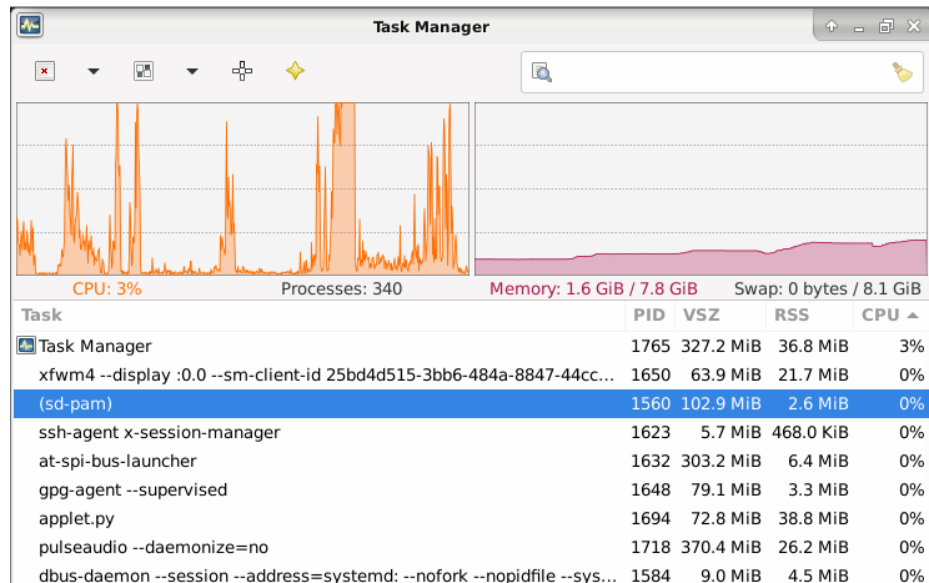 Task Manager
CPU: 3% Processes: 340 Memory: 1.6 GiB / 7.8 GiB Swap: 0 bytes / 8.1 GiB
Task PID VSZ RSS CPU
Task Manager 1765 327.2 MiB 36.8 MiB 3%
xfwm4 --display :0.0 --sm-client-id 25bd4d515-3bb6-484a-8847-44cc... 1650 63.9 MiB 21.7 MiB 0%
(sd-pam) 1560 102.9 MiB 2.6 MiB 0%
ssh-agent x-session-manager 1623 5.7 MiB 468.0 KiB 0%
at-spi-bus-launcher 1632 303.2 MiB 6.4 MiB 0%
gpg-agent --supervised 1648 79.1 MiB 3.3 MiB 0%
applet.py 1694 72.8 MiB 38.8 MiB 0%
pulseaudio --daemonize=no 1718 370.4 MiB 26.2 MiB 0%
dbus-daemon --session --address=systemd: --nofork --nopidfile --sys... 1584 9.0 MiB 4.5 MiB 0%